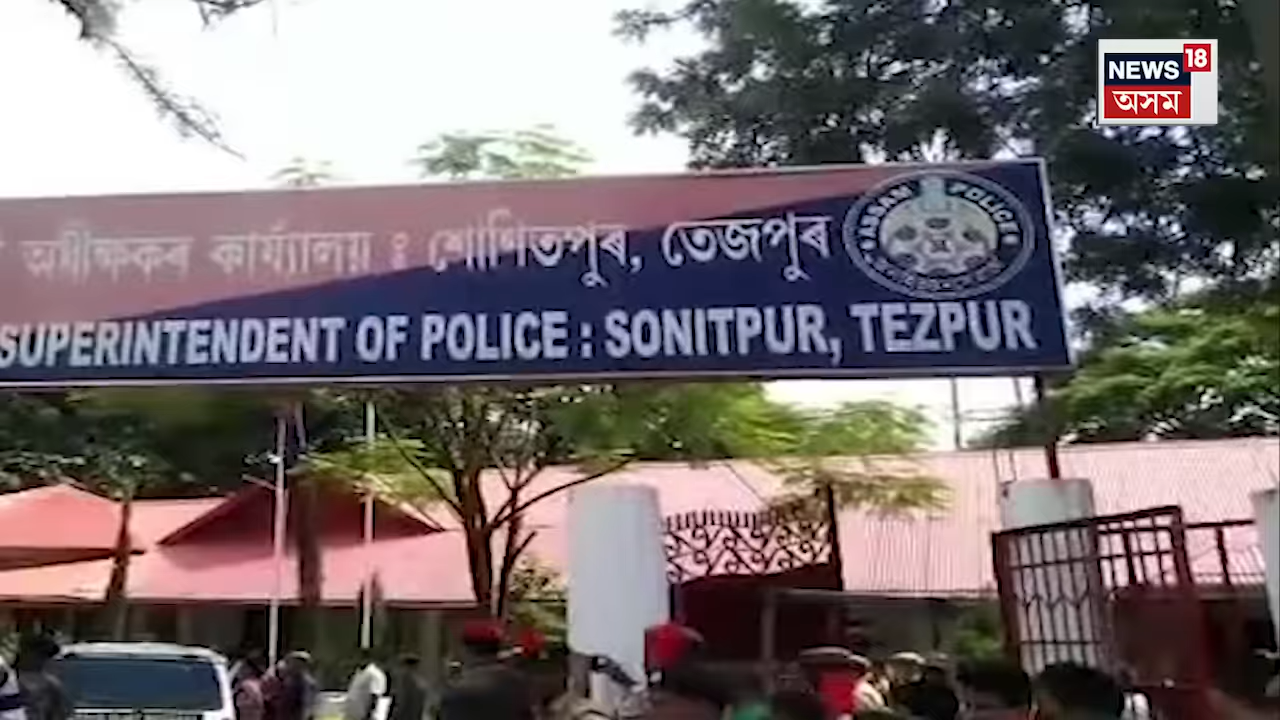 NEWS 18
অসম
অধীক্ষকৰ কাৰ্য্যালয় : শোণিতপুৰ, তেজপুৰ
ASSAM POLICE
SUPERINTENDENT OF POLICE : SONITPUR, TEZPUR